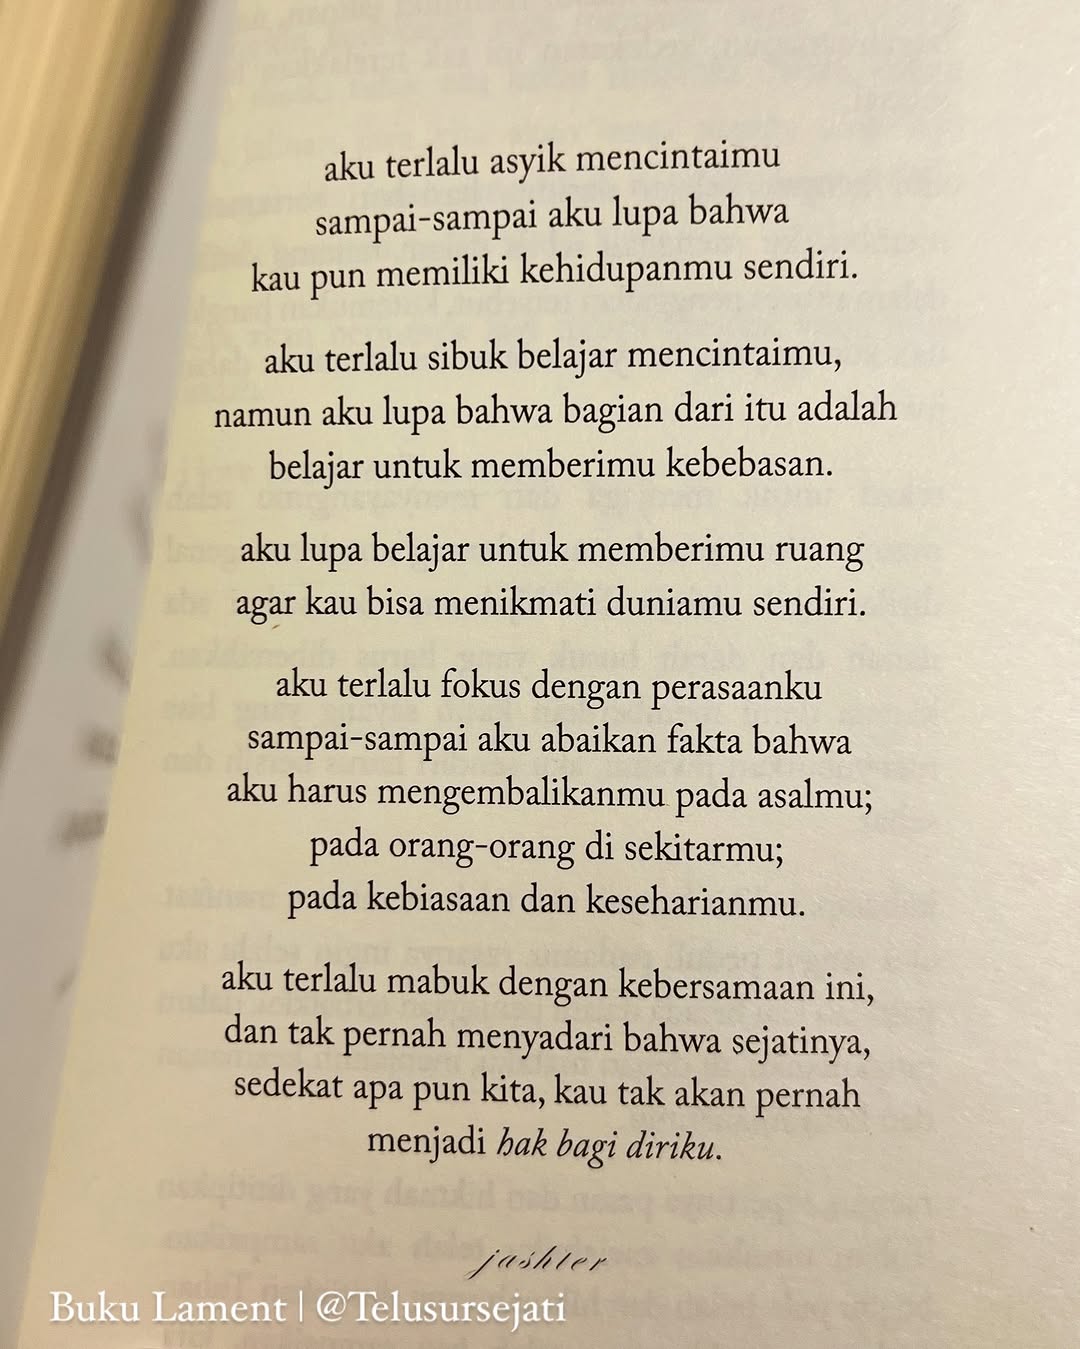 aku terlalu asyik mencintaimu
sampai-sampai aku lupa bahwa
kau pun memiliki kehidupanmu sendiri.
aku terlalu sibuk belajar mencintaimu,
namun aku lupa bahwa bagian dari itu adalah
belajar untuk memberimu kebebasan.
aku lupa belajar untuk memberimu ruang
agar kau bisa menikmati duniamu sendiri.
aku terlalu fokus dengan perasaanku
sampai-sampai aku abaikan fakta bahwa
aku harus mengembalikanmu pada asalmu;
pada orang-orang di sekitarmu;
pada kebiasaan dan keseharianmu.
aku terlalu mabuk dengan kebersamaan ini,
dan tak pernah menyadari bahwa sejatinya,
sedekat apa pun kita, kau tak akan pernah
menjadi hak bagi diriku.
jashter
Buku Lament | @Telusursejati